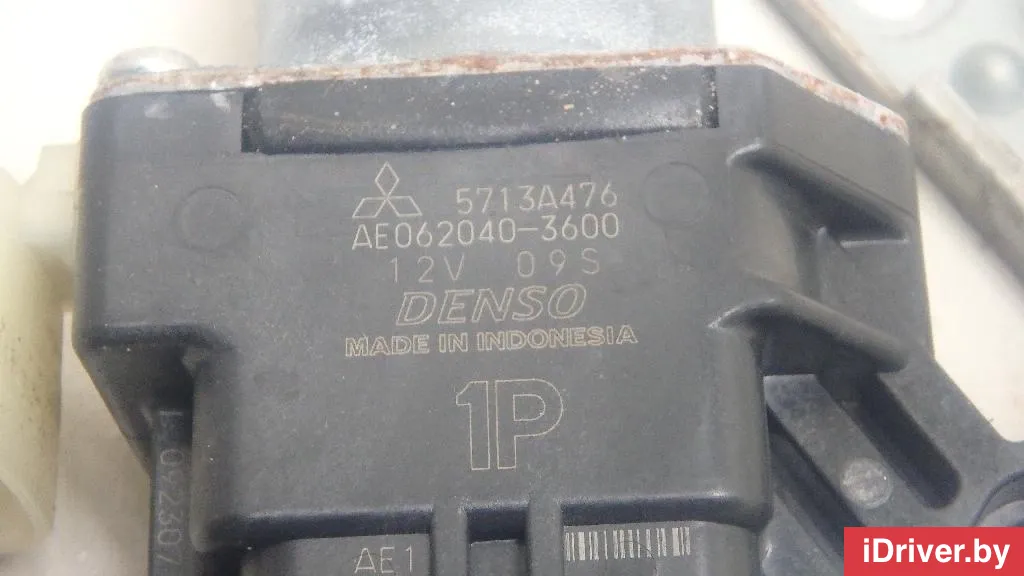 5713A476
AE062040-3600
12V 09S
DENSO
MADE IN INDONESIA
1P
AE1
iDriver.by